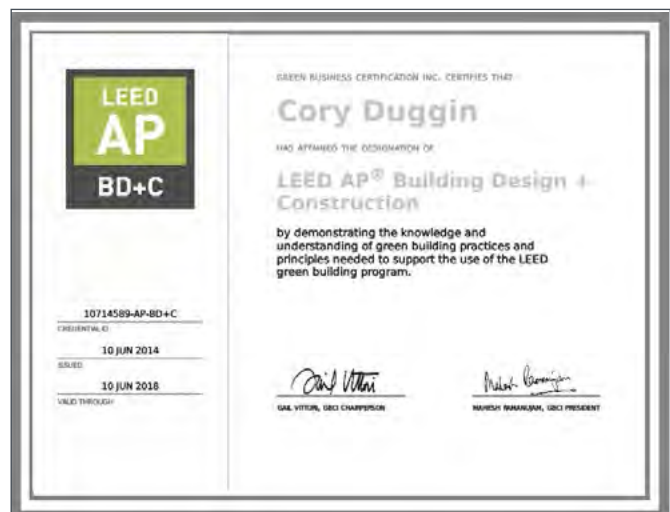 LEED
AP
BD+C
10714589-AP-BD+C
CREDENTIAL ID
10 JUN 2014
ISSUED
10 JUN 2018
VALID THROUGH
GREEN BUSINESS CERTIFICATION INC. CERTIFIES THAT
Cory Duggin
HAS ATTAINED THE DESIGNATION OF
LEED AP® Building Design +
Construction
by demonstrating the knowledge and
understanding of green building practices and
principles needed to support the use of the LEED
green building program.
Gail Vittori
GAIL VITTORI, GBCI CHAIRPERSON
MAHESH RAMANUJAM, GBCI PRESIDENT